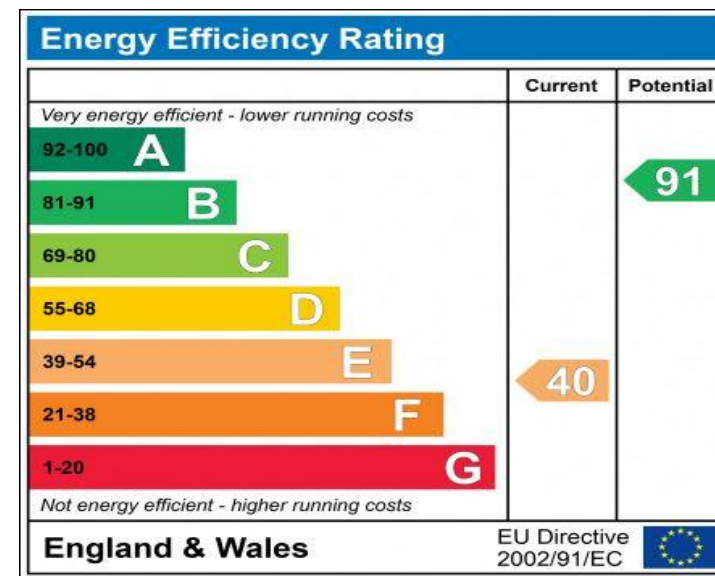 Energy Efficiency Rating
Current Potential
Very energy efficient - lower running costs
92-100 A
81-91 B
91
69-80 C
55-68 D
39-54 E
40
21-38 F
1-20 G
Not energy efficient - higher running costs
England & Wales
EU Directive
2002/91/EC